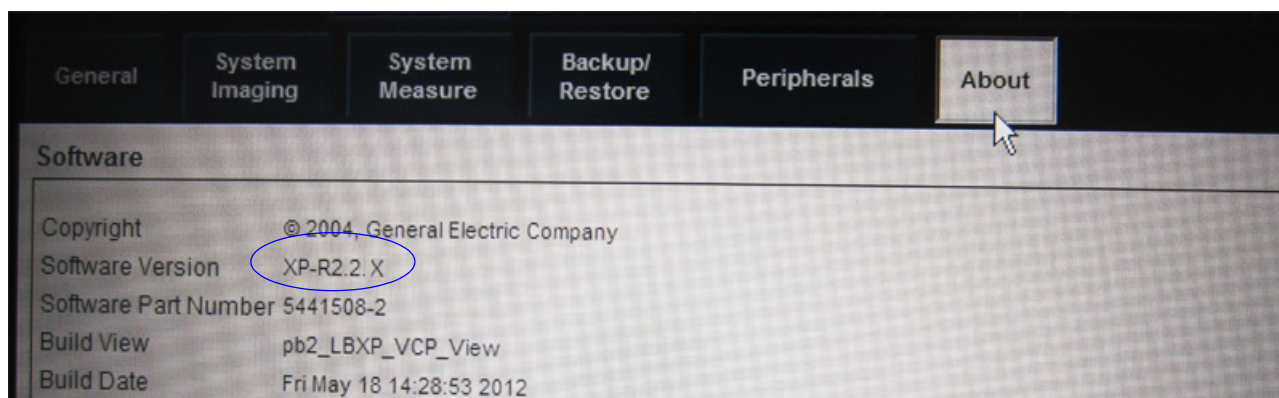 General
System Imaging
System Measure
Backup/ Restore
Peripherals
About
Software
Copyright © 2004, General Electric Company
Software Version XP-R2.2.X
Software Part Number 5441508-2
Build View pb2_LBXP_VCP_View
Build Date Fri May 18 14:28:53 2012